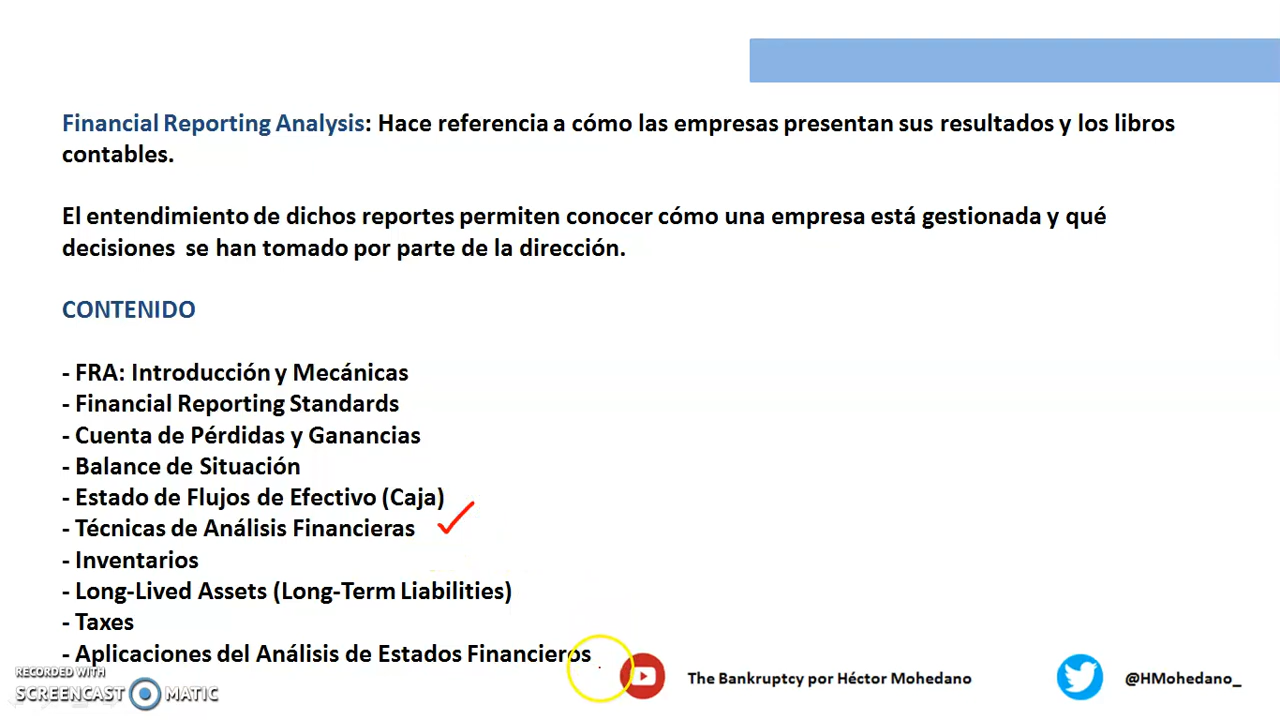 Financial Reporting Analysis: Hace referencia a cómo las empresas presentan sus resultados y los libros
contables.
El entendimiento de dichos reportes permiten conocer cómo una empresa está gestionada y qué
decisiones se han tomado por parte de la dirección.
CONTENIDO
- FRA: Introducción y Mecánicas
- Financial Reporting Standards
- Cuenta de Pérdidas y Ganancias
- Balance de Situación
- Estado de Flujos de Efectivo (Caja)
- Técnicas de Análisis Financieras
- Inventarios
- Long-Lived Assets (Long-Term Liabilities)
- Taxes
- Aplicaciones del Análisis de Estados Financieros
RECORDED WITH
SCREENCAST MATIC
The Bankruptcy por Héctor Mohedano
@HMohedano_